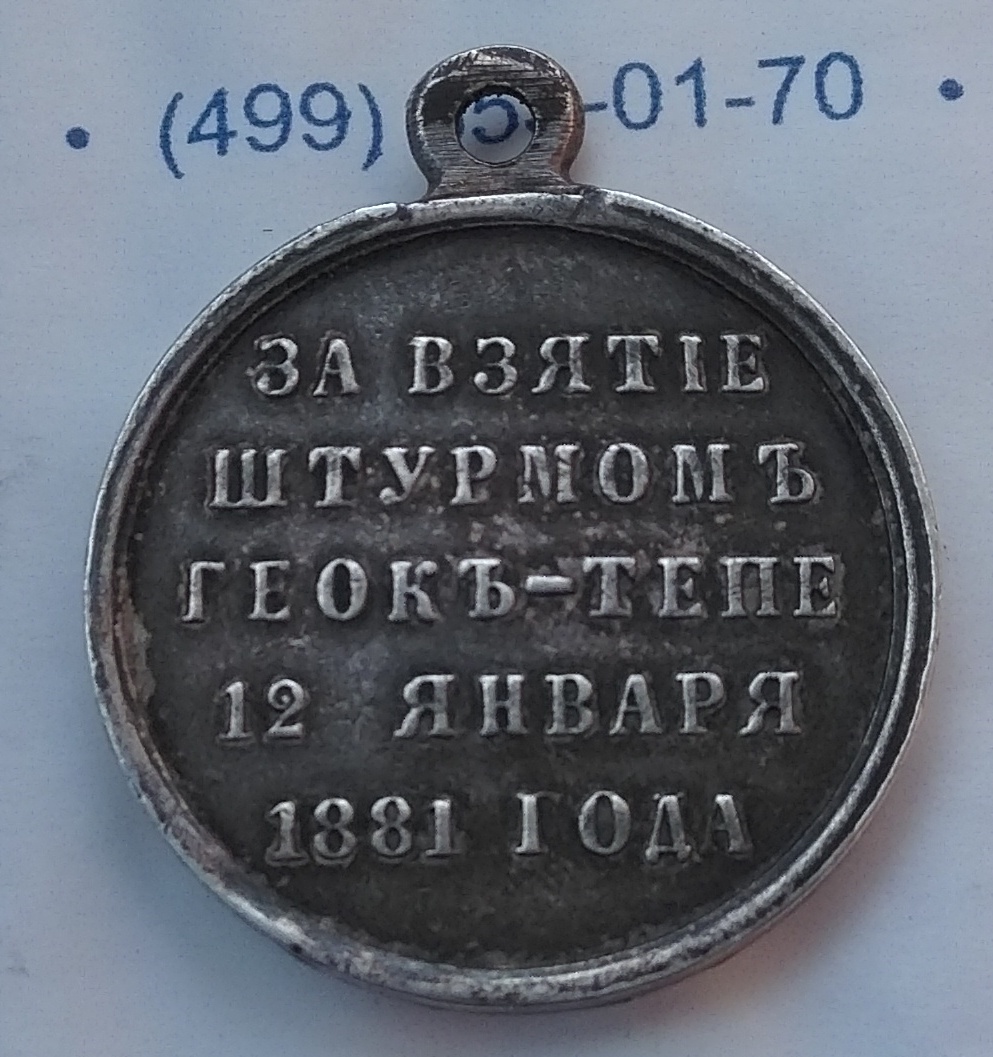 • (499) -01-70 •
ЗА ВЗЯТІЕ
ШТУРМОМЪ
ГЕОКЪ-ТЕПЕ
12 ЯНВАРЯ
1881 ГОДА